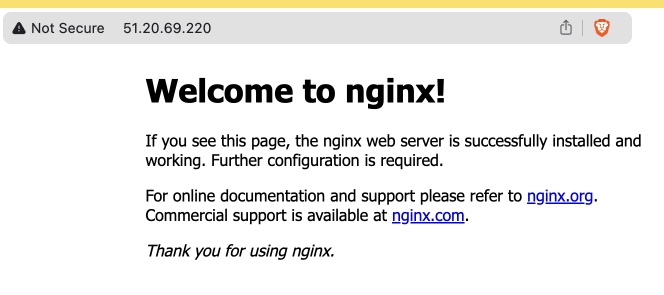 Not Secure 51.20.69.220
Welcome to nginx!
If you see this page, the nginx web server is successfully installed and
working. Further configuration is required.
For online documentation and support please refer to nginx.org.
Commercial support is available at nginx.com.
Thank you for using nginx.